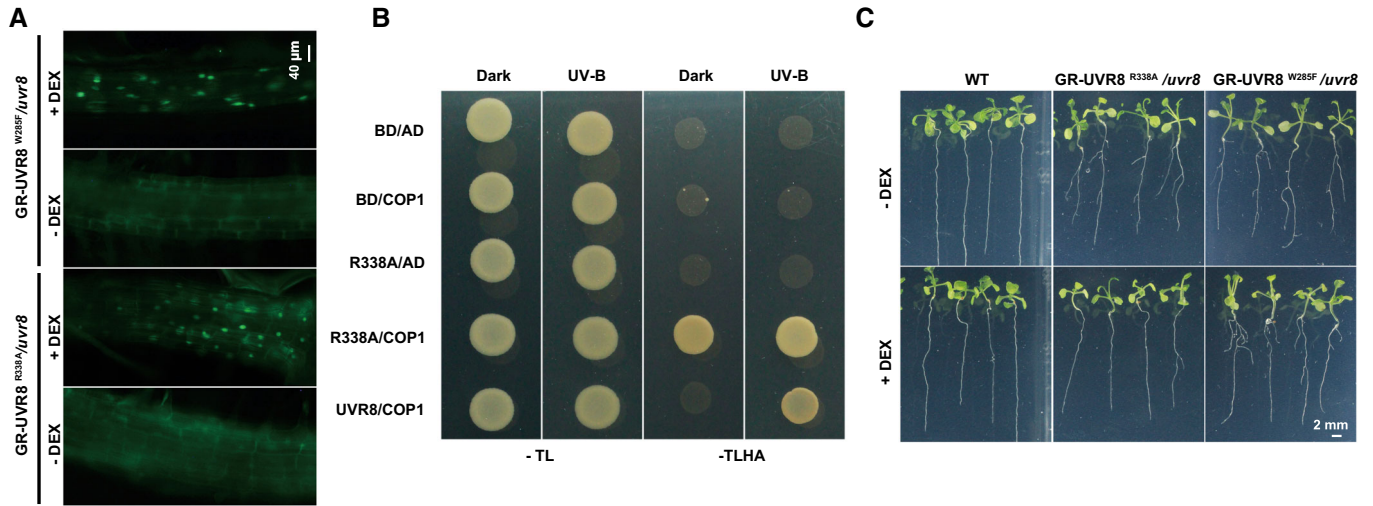 A
GR-UVR8 W285F/uvr8
+ DEX
- DEX
40 µm
GR-UVR8 R338A/uvr8
+ DEX
- DEX
B
Dark UV-B Dark UV-B
BD/AD
BD/COP1
R338A/AD
R338A/COP1
UVR8/COP1
- TL -TLHA
C
WT GR-UVR8 R338A /uvr8 GR-UVR8 W285F /uvr8
- DEX
+ DEX
2 mm